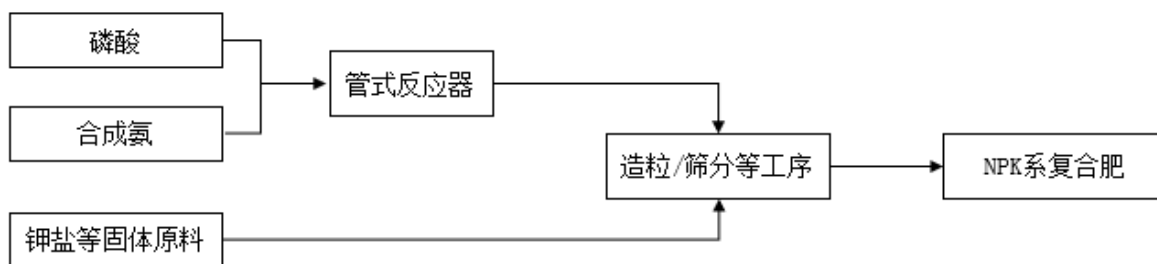 磷酸
合成氨
管式反应器
钾盐等固体原料
造粒/筛分等工序
NPK系复合肥